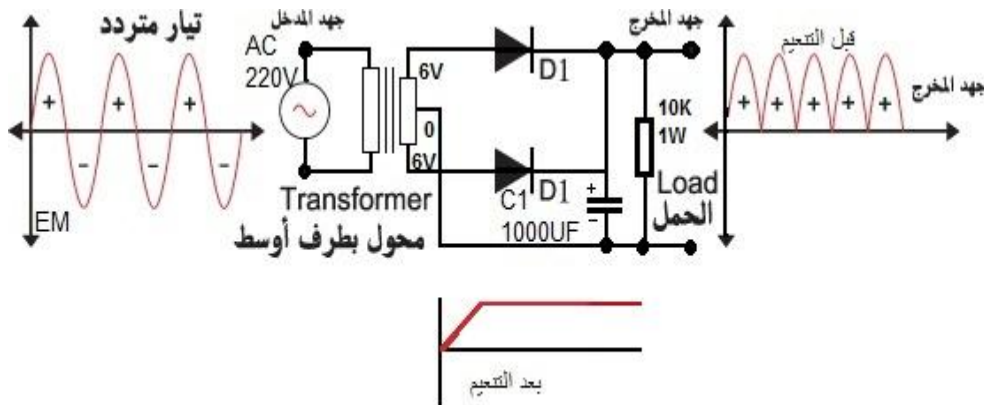 تيار متردد
+ + +
- - -
EM
جهد المدخل
AC
220V
6V
0
6V
Transformer
محول بطرف أوسط
D1
D1
C1
1000UF
+
-
10K
1W
Load
الحمل
جهد المخرج
قبل التنعيم
جهد المخرج
+ + + + +
بعد التنعيم